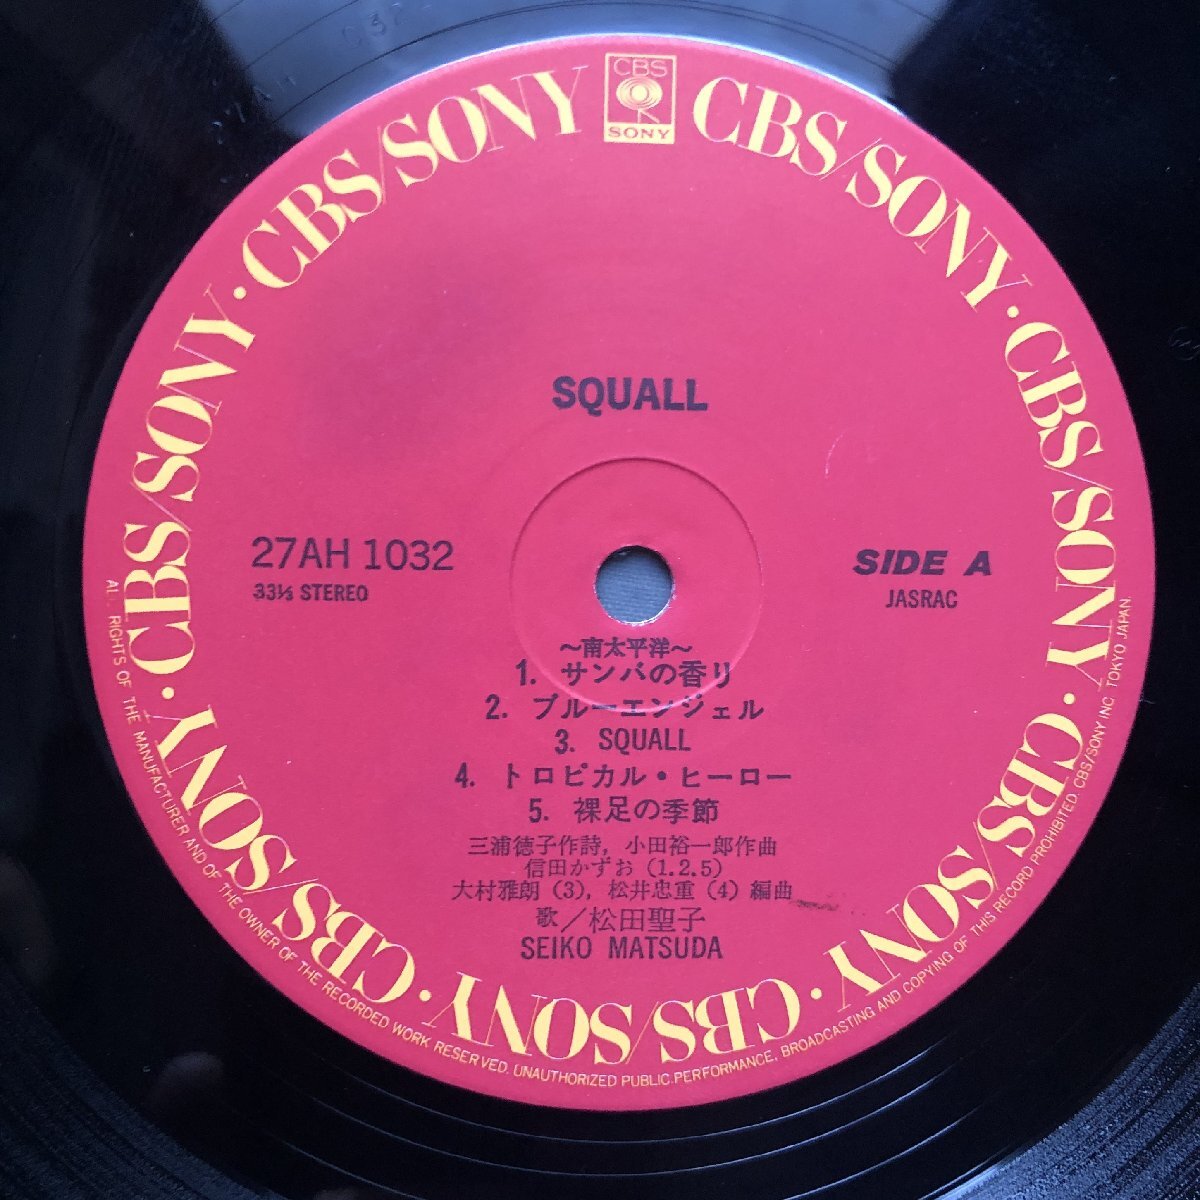 CBS
SONY
CBS/SONY · CBS/SONY · CBS/SONY · CBS/SONY · CBS/SONY · CBS/SONY · CBS/SONY · CBS/SONY · CBS/SONY
SQUALL
27AH 1032
33⅓ STEREO
SIDE A
JASRAC
～南太平洋～
1. サンバの香り
2. ブルーエンジェル
3. SQUALL
4. トロピカル・ヒーロー
5. 裸足の季節
三浦徳子作詩, 小田裕一郎作曲
信田かずお (1.2.5)
大村雅朗 (3), 松井忠重 (4) 編曲
歌／松田聖子
SEIKO MATSUDA
ALL RIGHTS OF THE MANUFACTURER AND OF THE OWNER OF THE RECORDED WORK RESERVED. UNAUTHORIZED PUBLIC PERFORMANCE, BROADCASTING AND COPYING OF THIS RECORD PROHIBITED. CBS/SONY INC. TOKYO JAPAN.